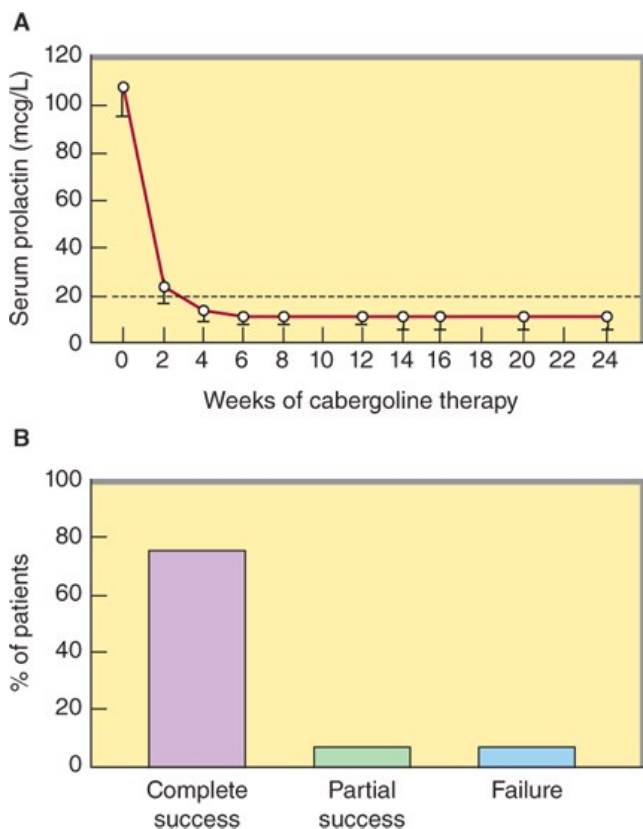 A
Serum prolactin (mcg/L)
120
100
80
60
40
20
0
0 2 4 6 8 10 12 14 16 18 20 22 24
Weeks of cabergoline therapy
B
% of patients
100
80
60
40
20
0
Complete success
Partial success
Failure